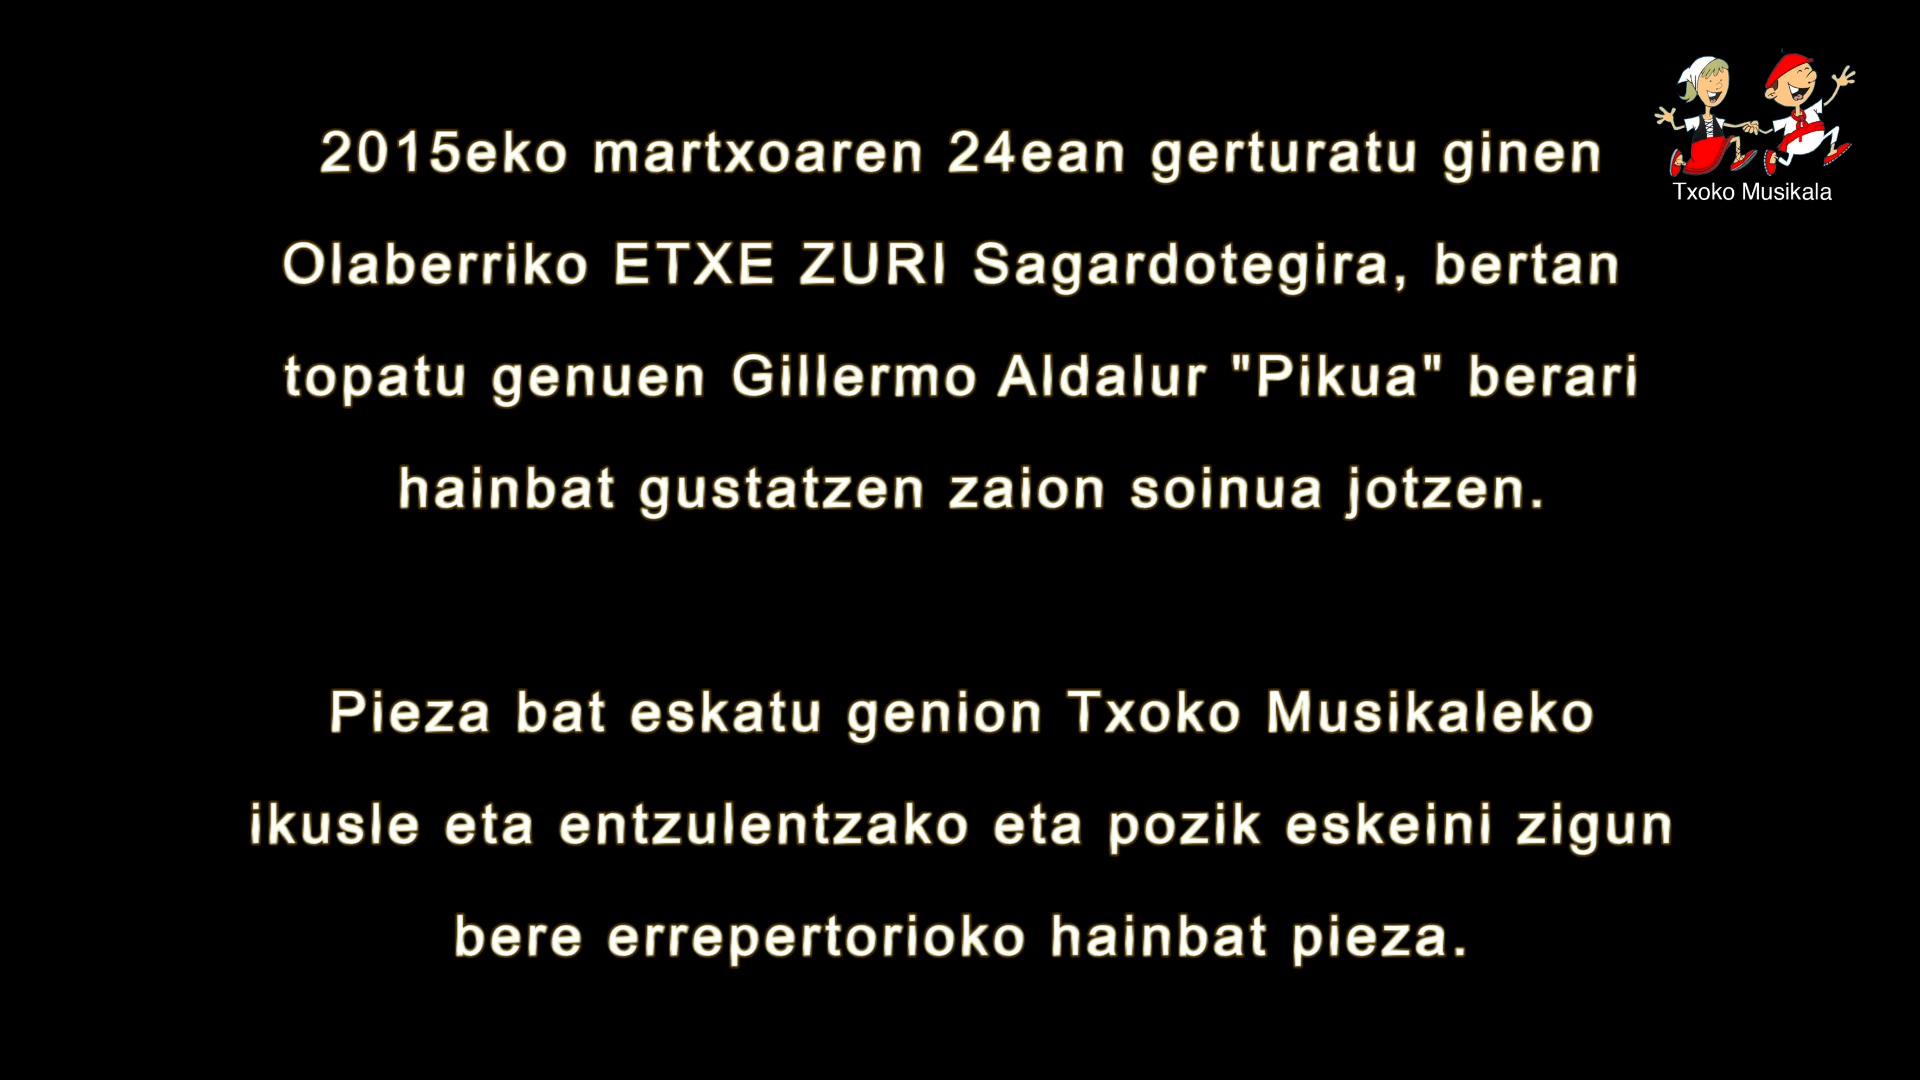 2015eko martxoaren 24ean gerturatu ginen
Olaberriko ETXE ZURI Sagardotegira, bertan
topatu genuen Gillermo Aldalur "Pikua" berari
hainbat gustatzen zaion soinua jotzen.
Pieza bat eskatu genion Txoko Musikaleko
ikusle eta entzulentzako eta pozik eskeini zigun
bere errepertorioko hainbat pieza.
Txoko Musikala